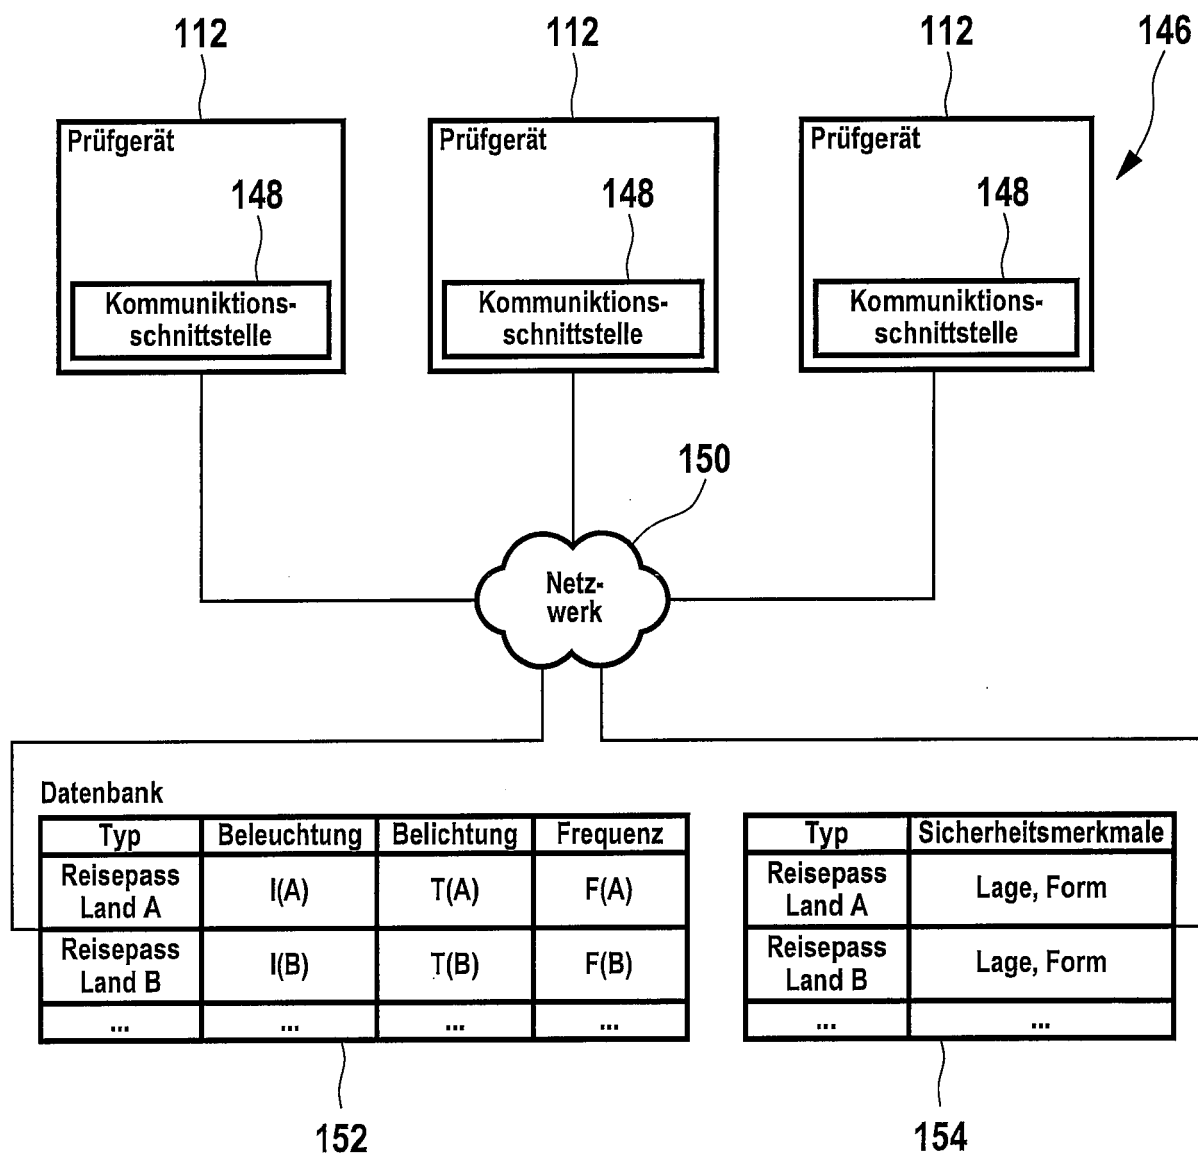 112
112
112
146
Prüfgerät
148
Kommuniktions-
schnittstelle
Prüfgerät
148
Kommuniktions-
schnittstelle
Prüfgerät
148
Kommuniktions-
schnittstelle
150
Netz-
werk
Datenbank
Typ Beleuchtung Belichtung Frequenz
Reisepass
Land A
I(A) T(A) F(A)
Reisepass
Land B
I(B) T(B) F(B)
... ... ... ...
152
Typ Sicherheitsmerkmale
Reisepass
Land A
Lage, Form
Reisepass
Land B
Lage, Form
... ...
154